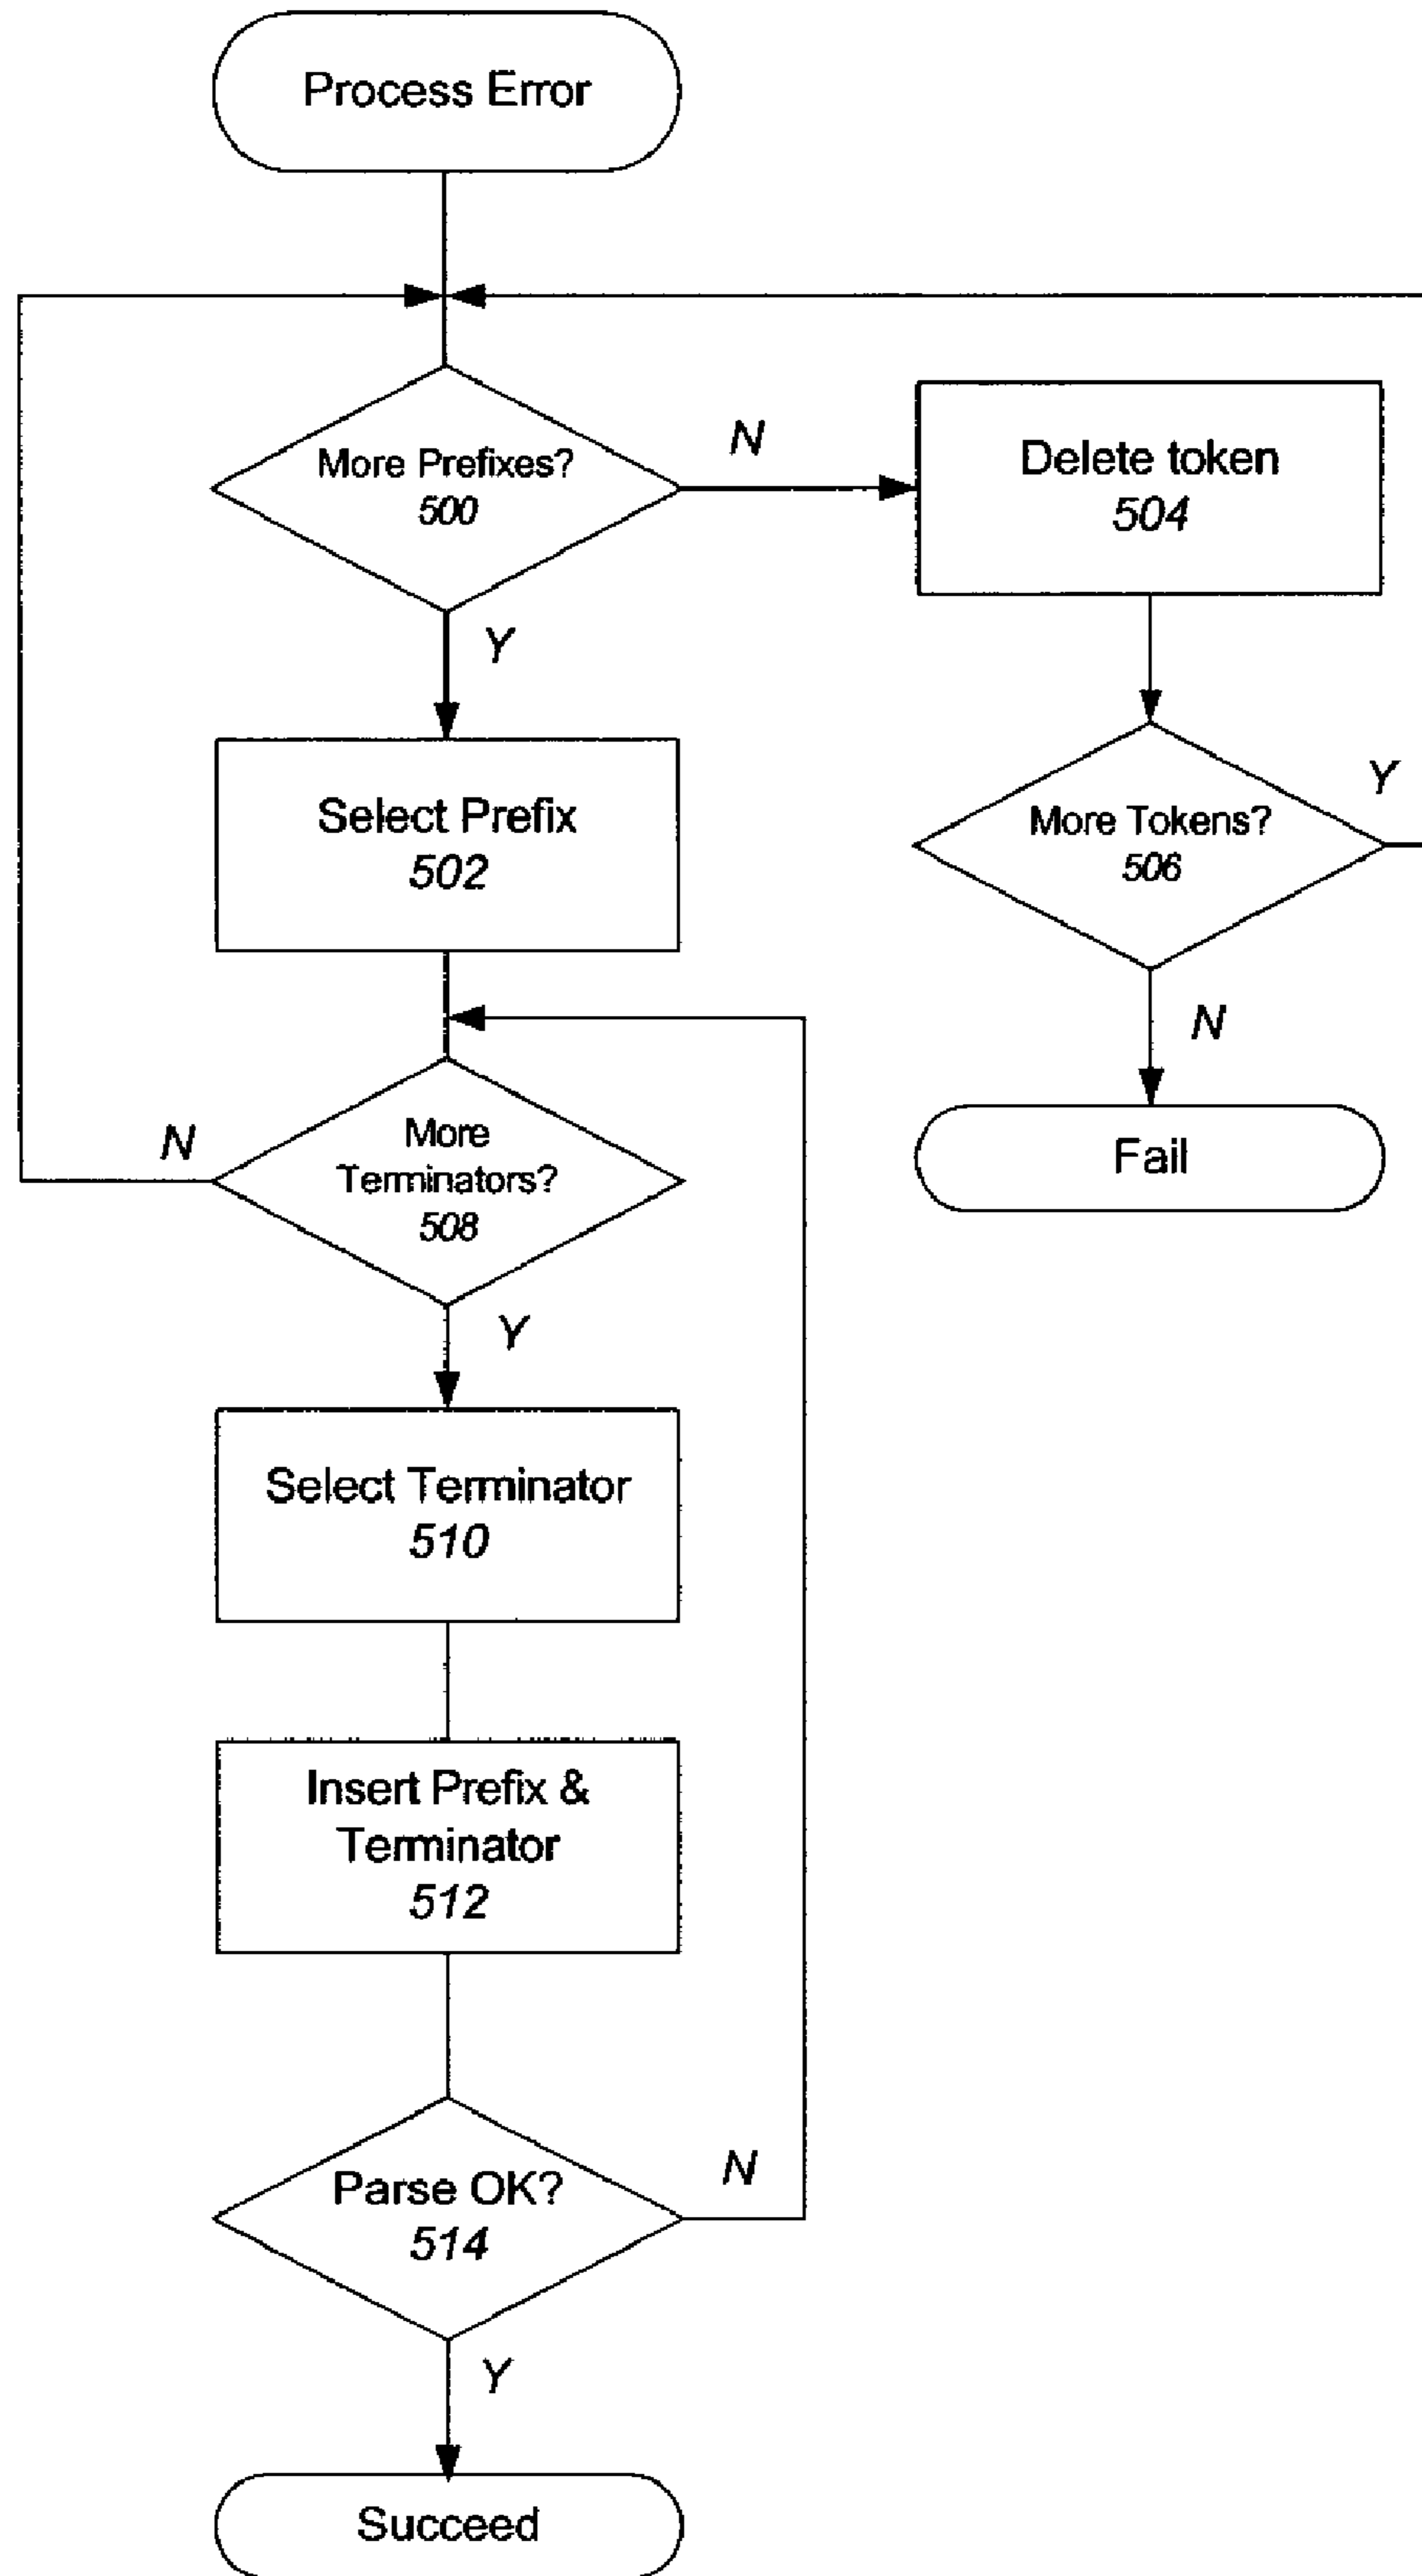 Process Error
More Prefixes?
500
N
Delete token
504
Y
Select Prefix
502
More Tokens?
506
Y
N
Fail
More
Terminators?
508
N
Y
Select Terminator
510
Insert Prefix &
Terminator
512
Parse OK?
514
N
Y
Succeed